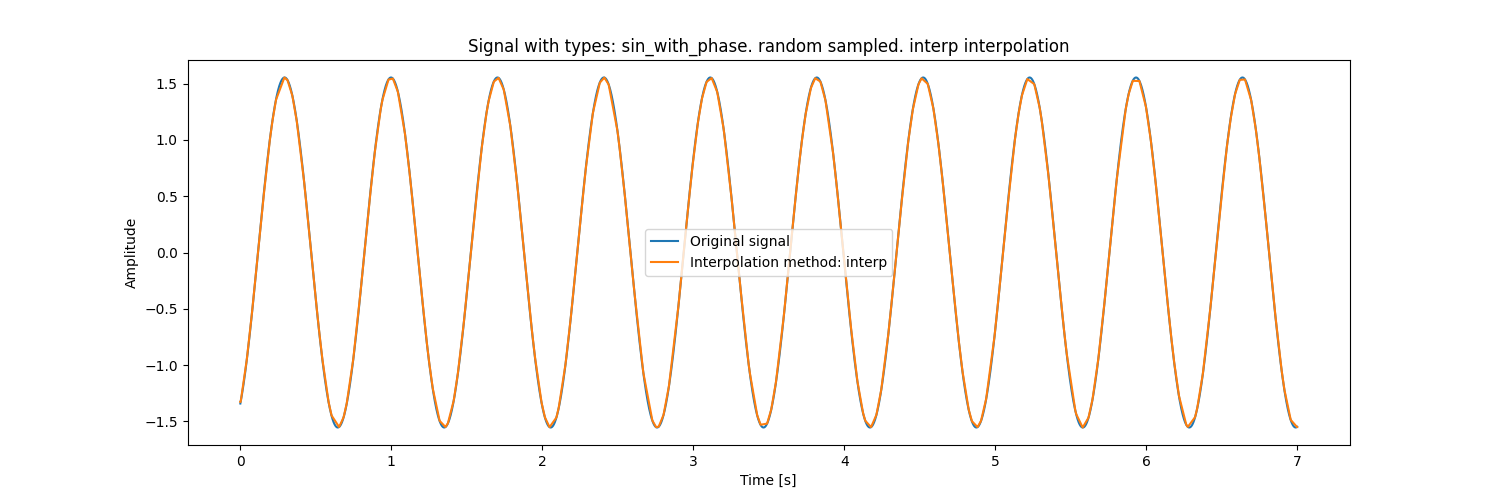 Signal with types: sin_with_phase. random sampled. interp interpolation
Amplitude
1.5
1.0
0.5
0.0
−0.5
−1.0
−1.5
Original signal
Interpolation method: interp
0 1 2 3 4 5 6 7
Time [s]